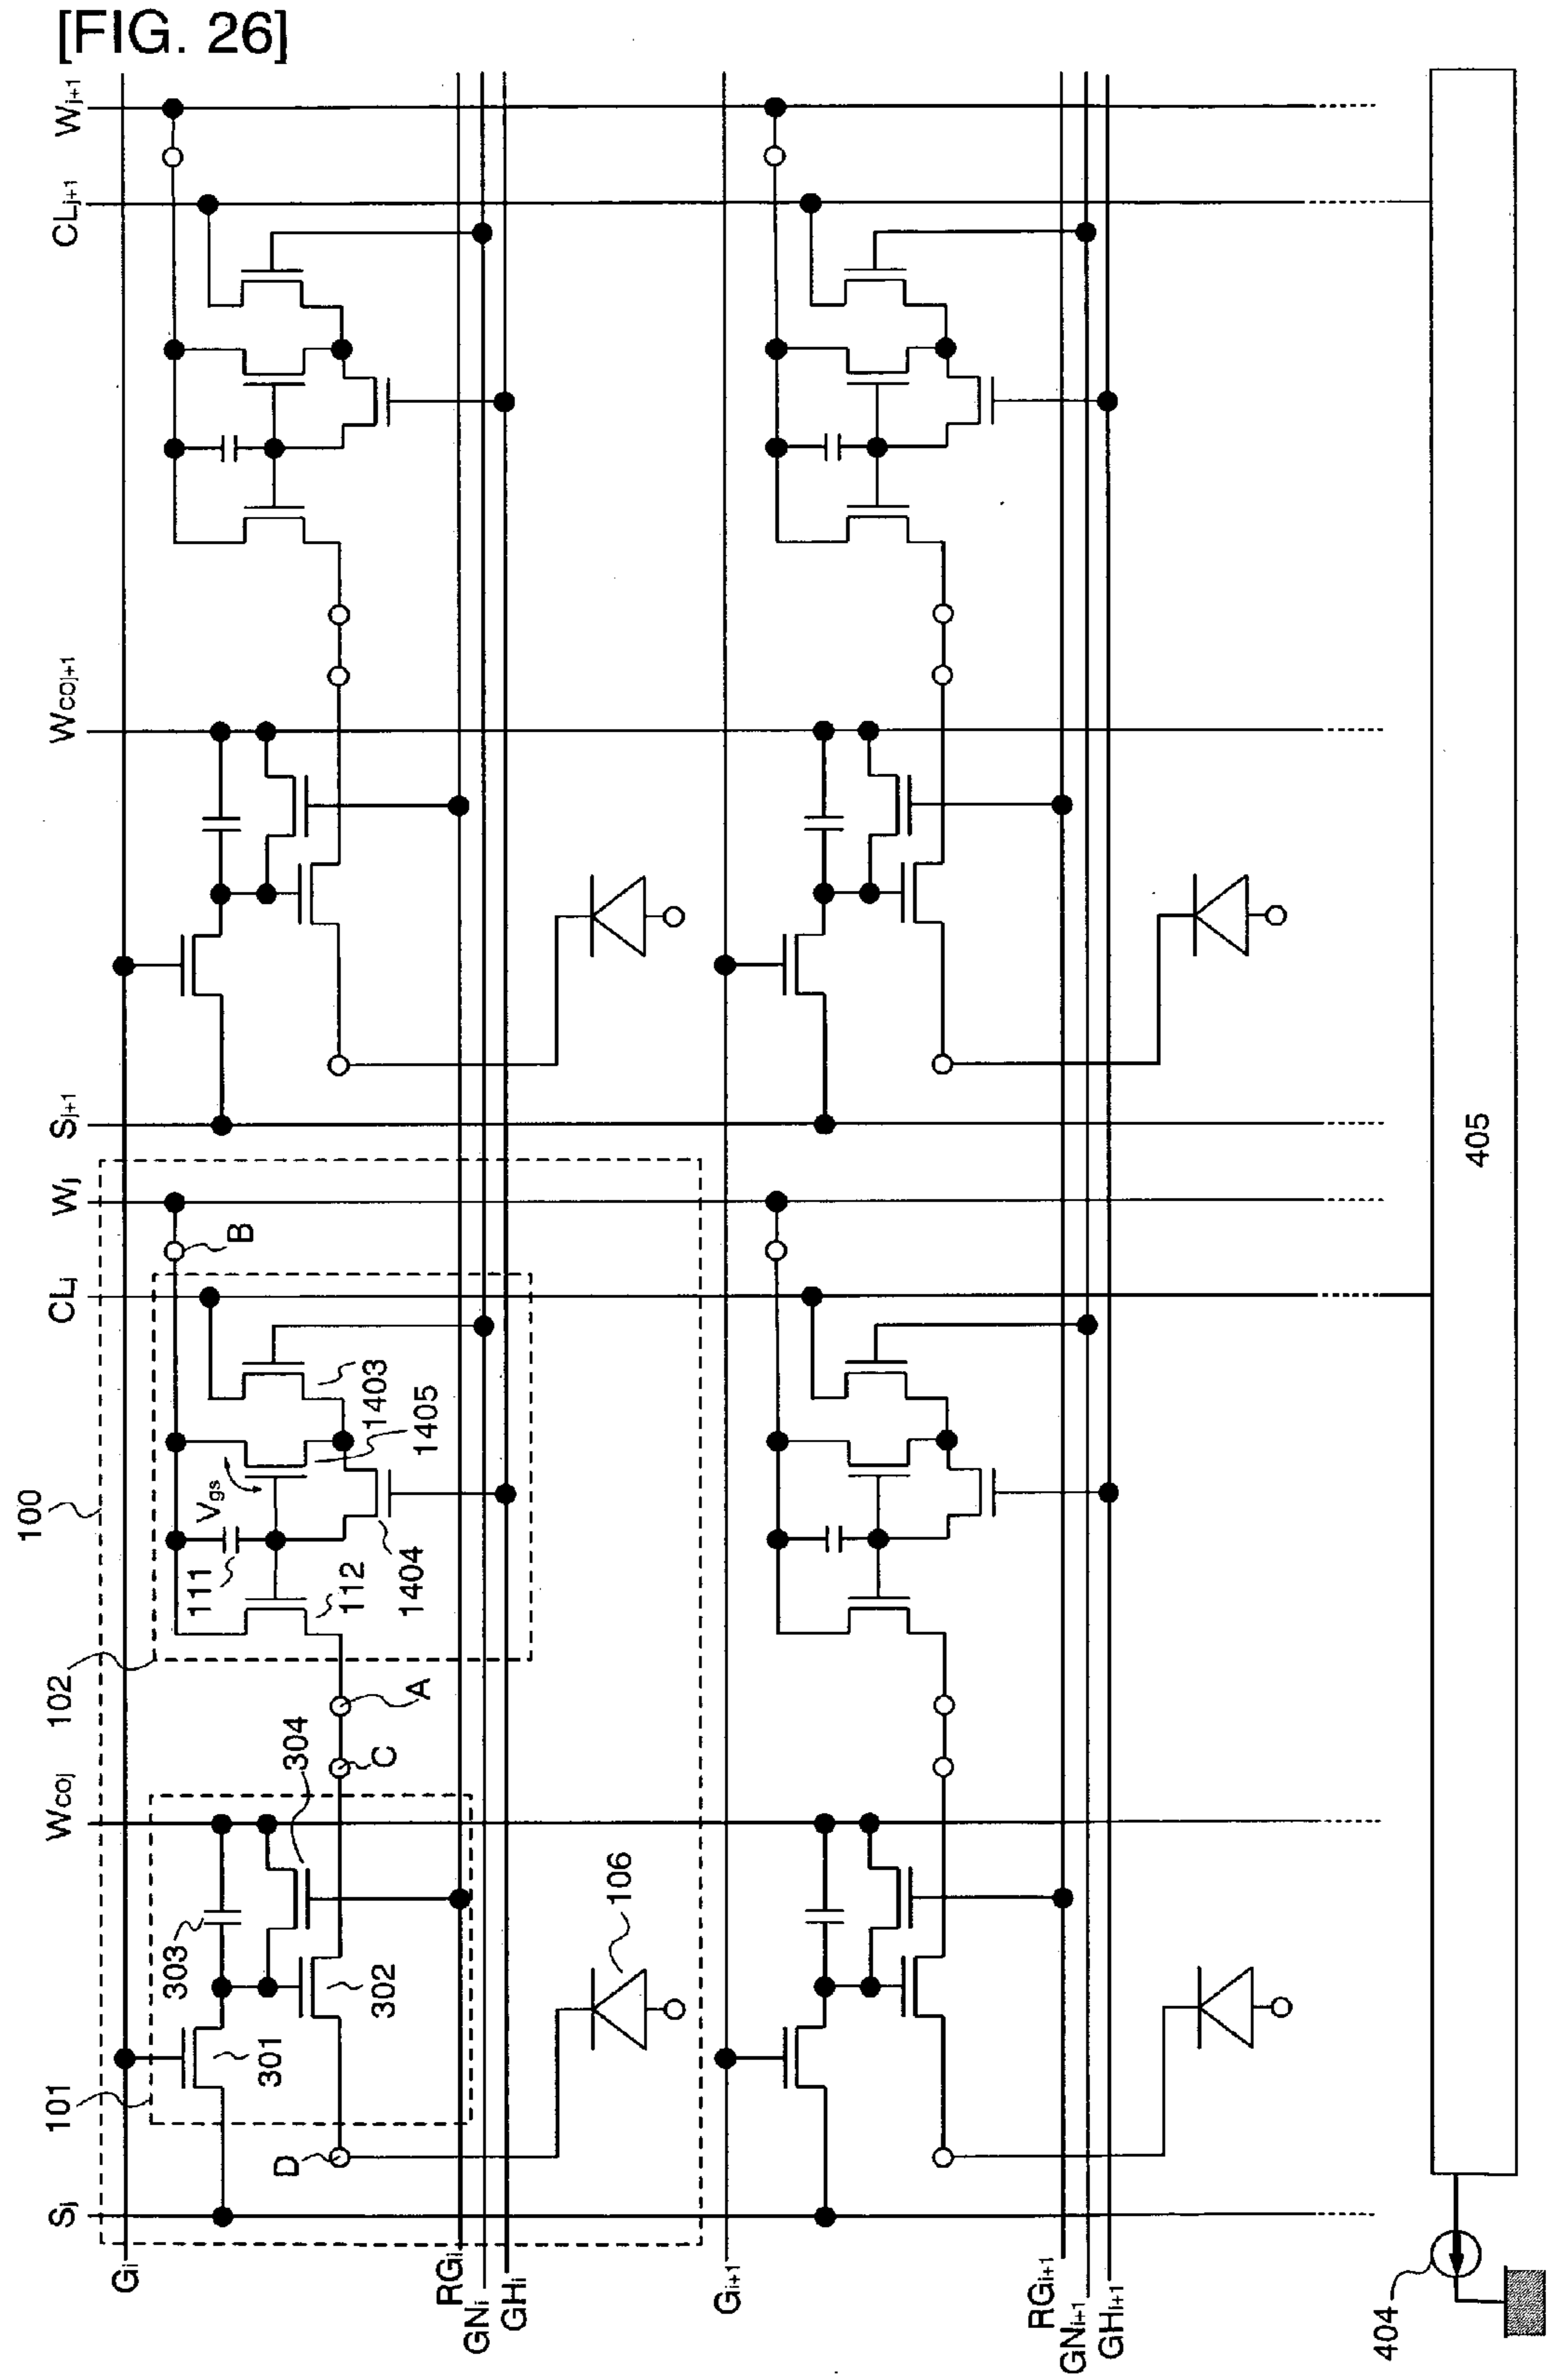 [FIG. 26]
100
102
101
Sj
Wcoj
CLj
Wj
Sj+1
Wcoj+1
CLj+1
Wj+1
Gi
D
301
303
302
304
C
A
111
112
Vgs
1404
1405
1403
B
106
RGi
GNi
GHi
Gi+1
RGi+1
GNi+1
GHi+1
404
405